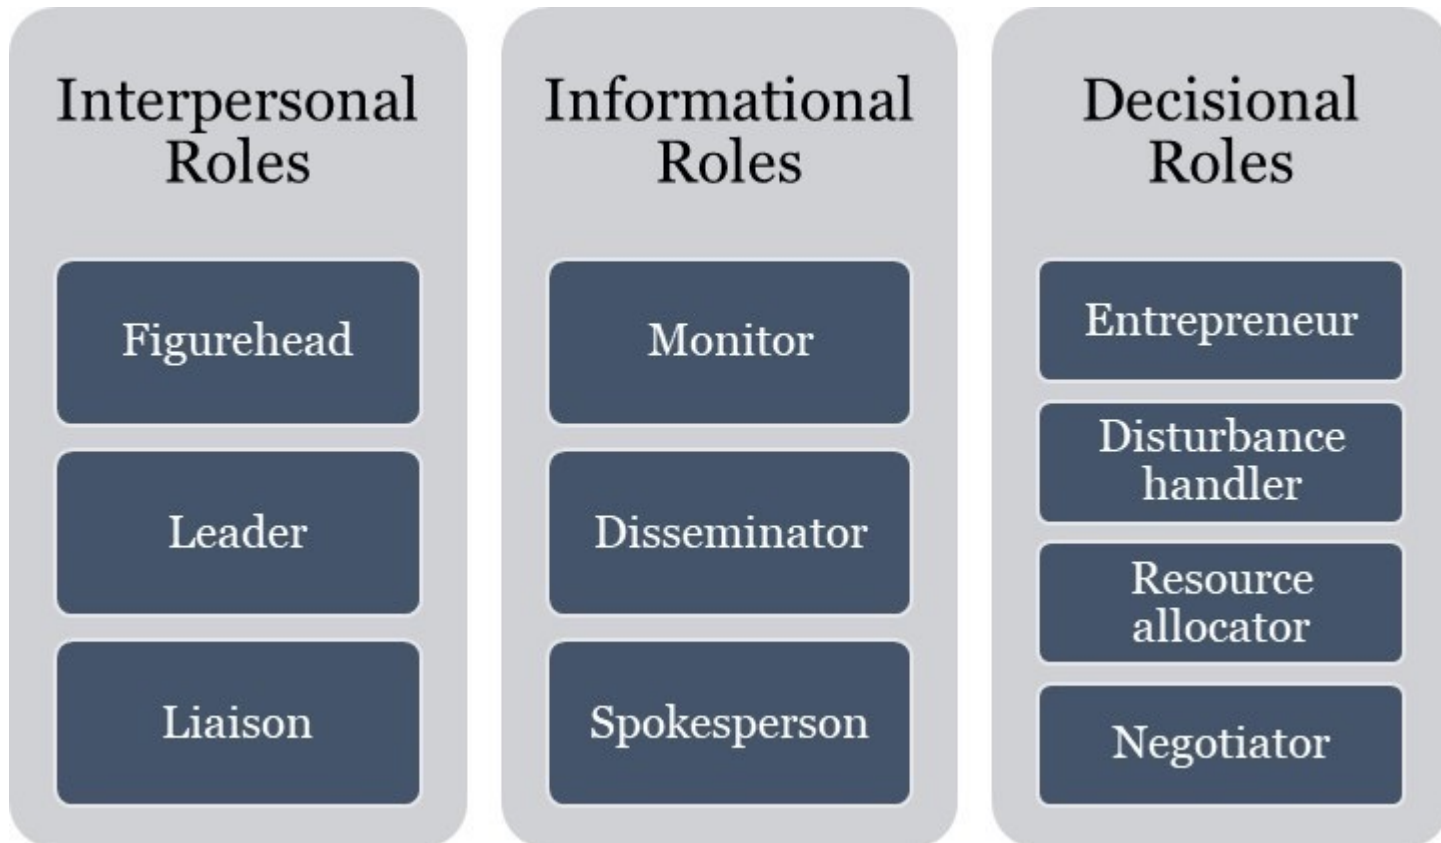 Interpersonal
Roles
Figurehead
Leader
Liaison
Informational
Roles
Monitor
Disseminator
Spokesperson
Decisional
Roles
Entrepreneur
Disturbance
handler
Resource
allocator
Negotiator